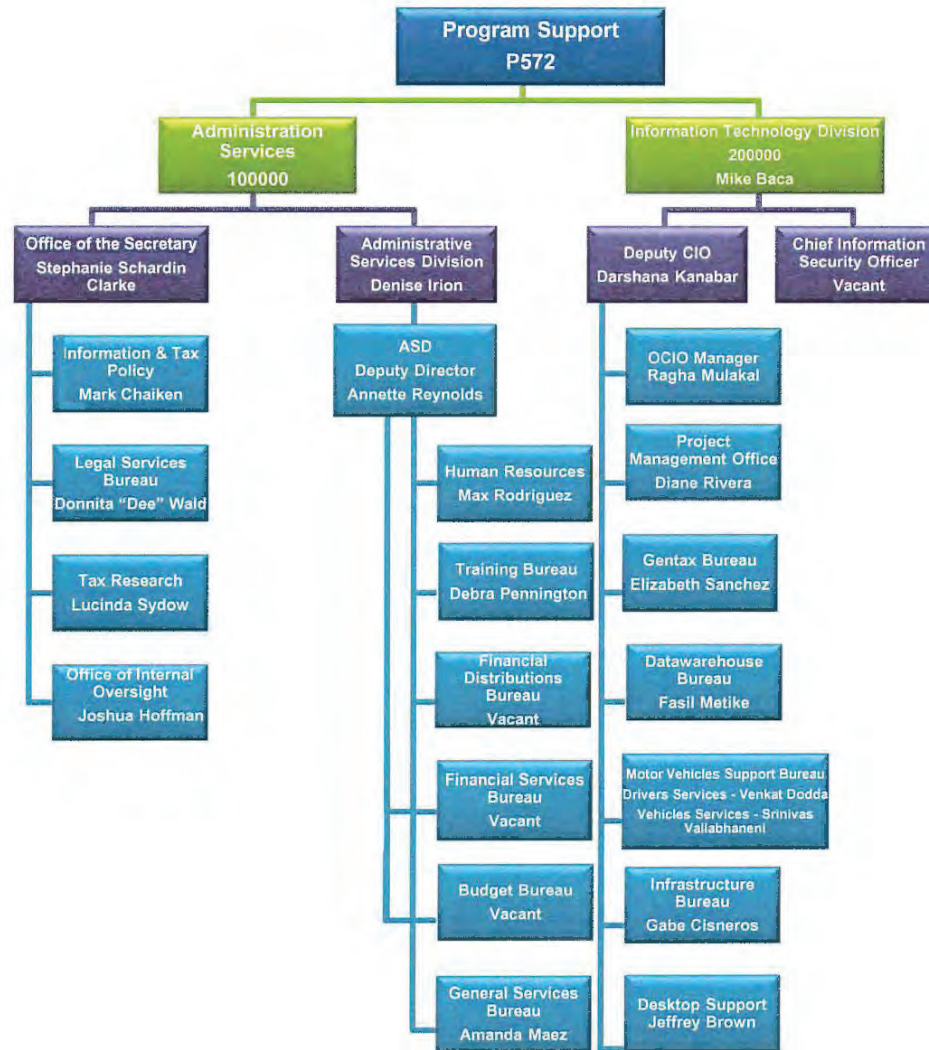 Program Support
P572
Administration
Services
100000
Information Technology Division
200000
Mike Baca
Office of the Secretary
Stephanie Schardin
Clarke
Administrative
Services Division
Denise Irion
Deputy CIO
Darshana Kanabar
Chief Information
Security Officer
Vacant
Information & Tax
Policy
Mark Chaiken
Legal Services
Bureau
Donnita "Dee" Wald
Tax Research
Lucinda Sydow
Office of Internal
Oversight
Joshua Hoffman
ASD
Deputy Director
Annette Reynolds
Human Resources
Max Rodriguez
Training Bureau
Debra Pennington
Financial
Distributions
Bureau
Vacant
Financial Services
Bureau
Vacant
Budget Bureau
Vacant
General Services
Bureau
Amanda Maez
OCIO Manager
Ragha Mulakal
Project
Management Office
Diane Rivera
Gentax Bureau
Elizabeth Sanchez
Datawarehouse
Bureau
Fasil Metike
Motor Vehicles Support Bureau
Drivers Services - Venkat Dodda
Vehicles Services - Srinivas
Vallabhaneni
Infrastructure
Bureau
Gabe Cisneros
Desktop Support
Jeffrey Brown